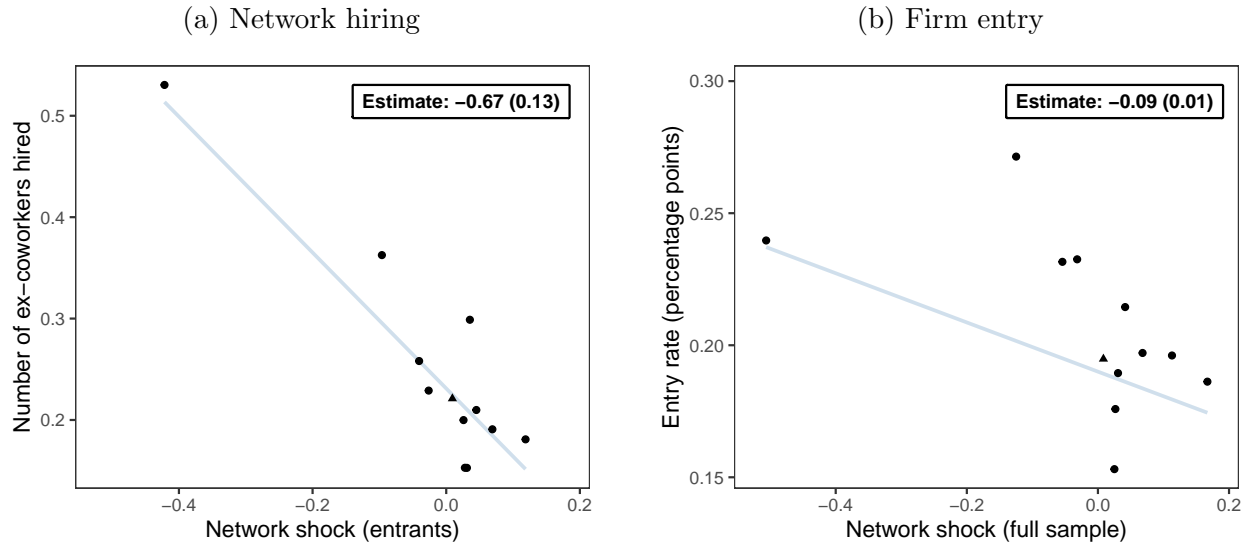 (a) Network hiring
Estimate: −0.67 (0.13)
Number of ex−coworkers hired
0.5
0.4
0.3
0.2
−0.4
−0.2
0.0
0.2
Network shock (entrants)
(b) Firm entry
Estimate: −0.09 (0.01)
Entry rate (percentage points)
0.30
0.25
0.20
0.15
−0.4
−0.2
0.0
0.2
Network shock (full sample)